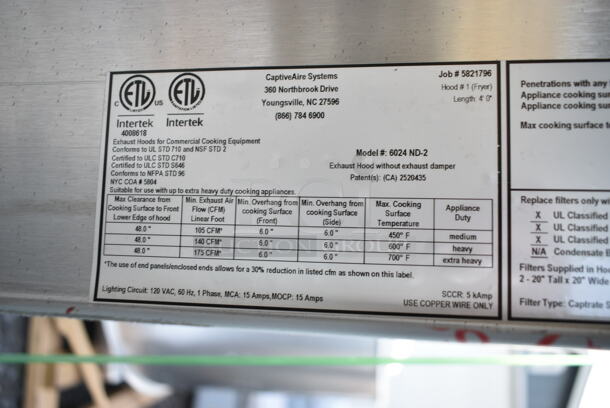 CaptiveAire Systems
360 Northbrook Drive
Youngsville, NC 27596
(866) 784 6900
Job # 5821796
Hood # 1 (Fryer)
Length: 4' 0"
C ETL US ETL
Intertek Intertek
4008618
Exhaust Hoods for Commercial Cooking Equipment
Conforms to UL STD 710 and NSF STD 2
Certified to ULC STD C710
Certified to ULC STD S646
Conforms to NFPA STD 96
NYC COA # 5804
Model #: 6024 ND-2
Exhaust Hood without exhaust damper
Patent(s): (CA) 2520435
Suitable for use with up to extra heavy duty cooking appliances.
Max Clearance from Cooking Surface to Front Lower Edge of hood
Min. Exhaust Air Flow (CFM) Linear Foot
Min. Overhang from cooking Surface (Front)
Min. Overhang from cooking Surface (Side)
Max. Cooking Surface Temperature
Appliance Duty
48.0 " 105 CFM* 6.0 " 6.0 " 450° F medium
48.0 " 140 CFM* 6.0 " 6.0 " 600° F heavy
48.0 " 175 CFM* 6.0 " 6.0 " 700° F extra heavy
*The use of end panels/enclosed ends allows for a 30% reduction in listed cfm as shown on this label.
Lighting Circuit: 120 VAC, 60 Hz, 1 Phase, MCA: 15 Amps, MOCP: 15 Amps
SCCR: 5 kAmp
USE COPPER WIRE ONLY
Penetrations with any
Appliance cooking sur
Appliance cooking sur
Max cooking surface t
Replace filters only wi
X UL Classified
X UL Classified
X UL Classified
N/A Condensate B
Filters Supplied in Hoo
2 - 20" Tall x 20" Wide
Filter Type: Captrate S